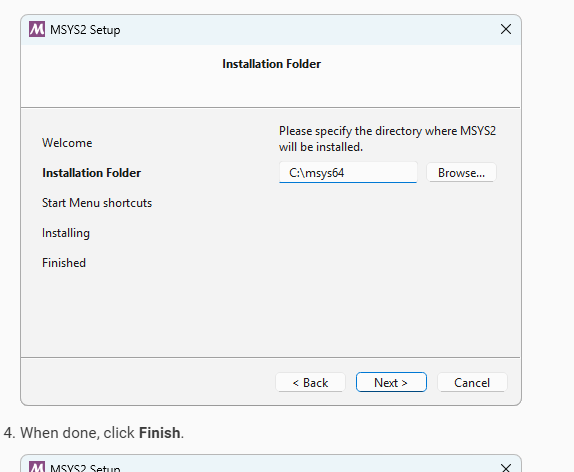 MSYS2 Setup
Installation Folder
Welcome
Installation Folder
Start Menu shortcuts
Installing
Finished
Please specify the directory where MSYS2
will be installed.
C:\msys64
Browse...
< Back
Next >
Cancel
4. When done, click Finish.
MSYS2 Setup